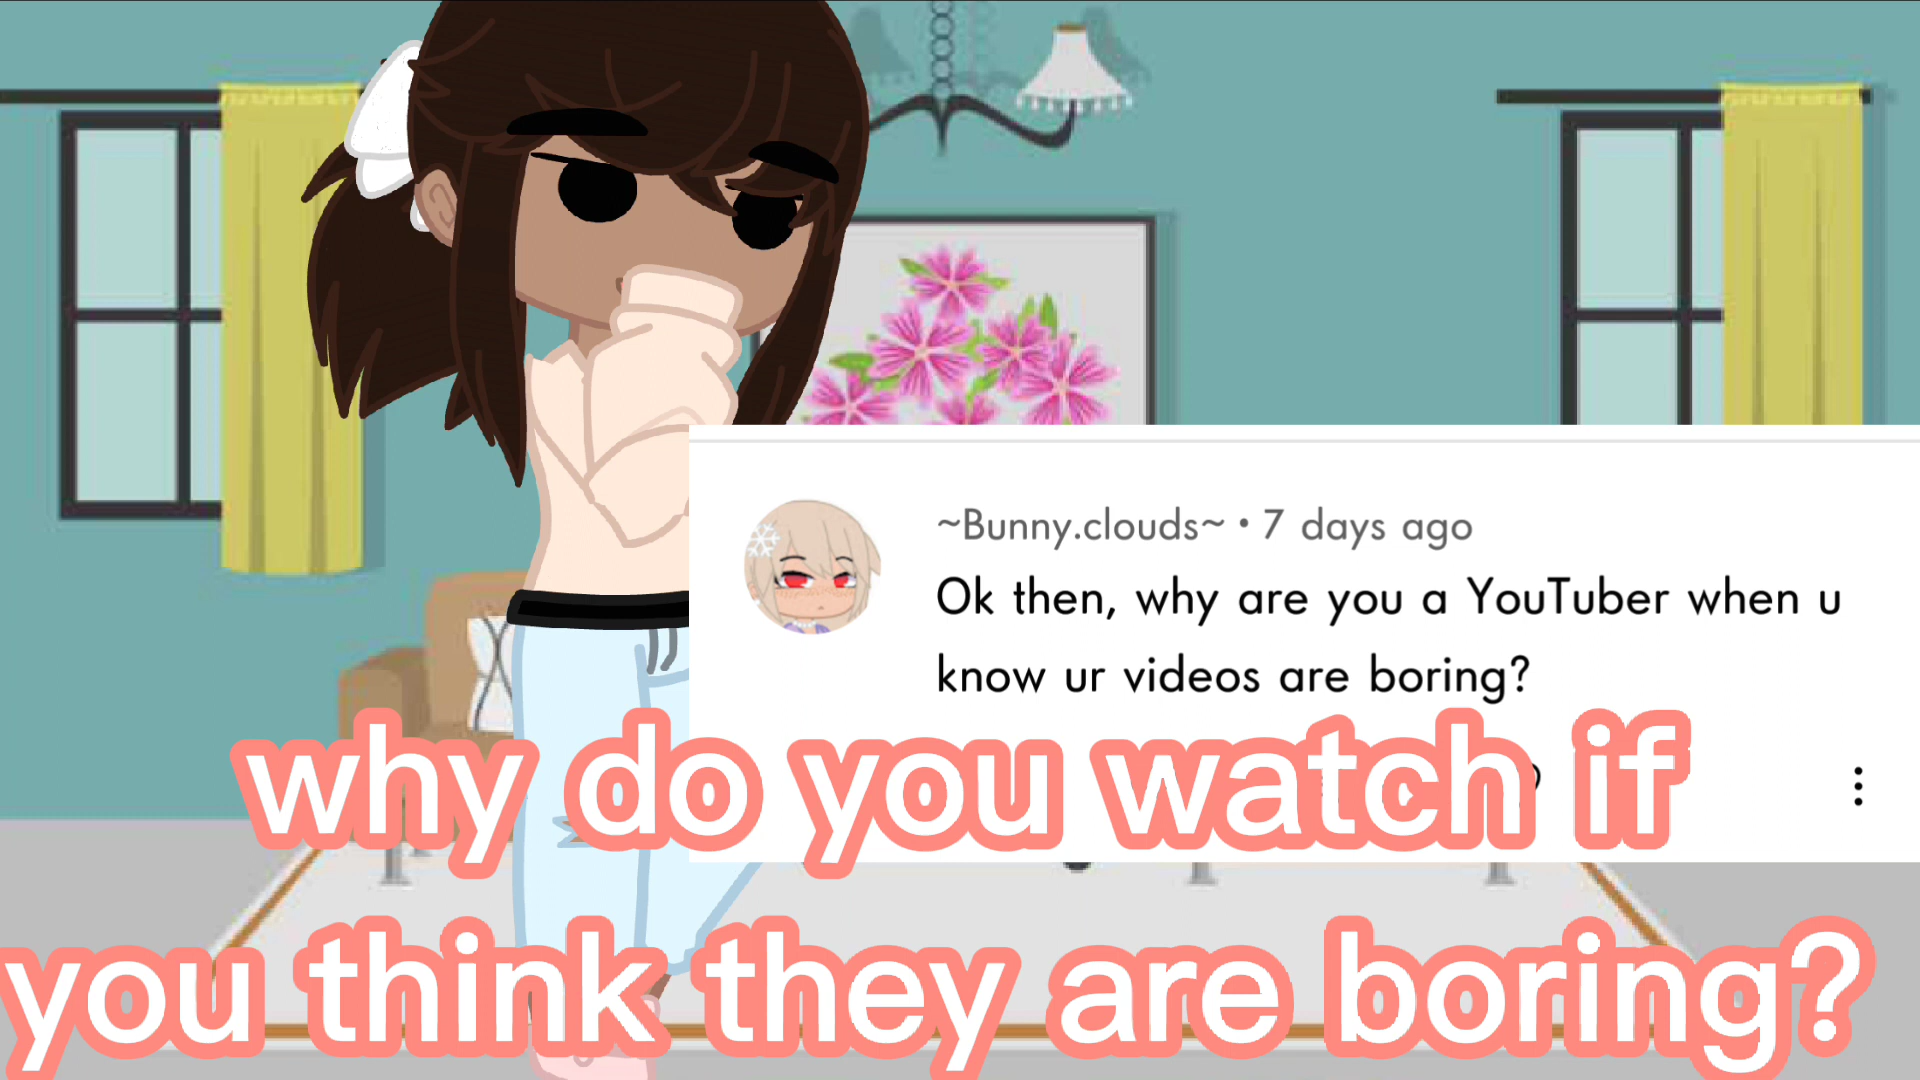 ~Bunny.clouds~ • 7 days ago
Ok then, why are you a YouTuber when u
know ur videos are boring?
why do you watch if
you think they are boring?